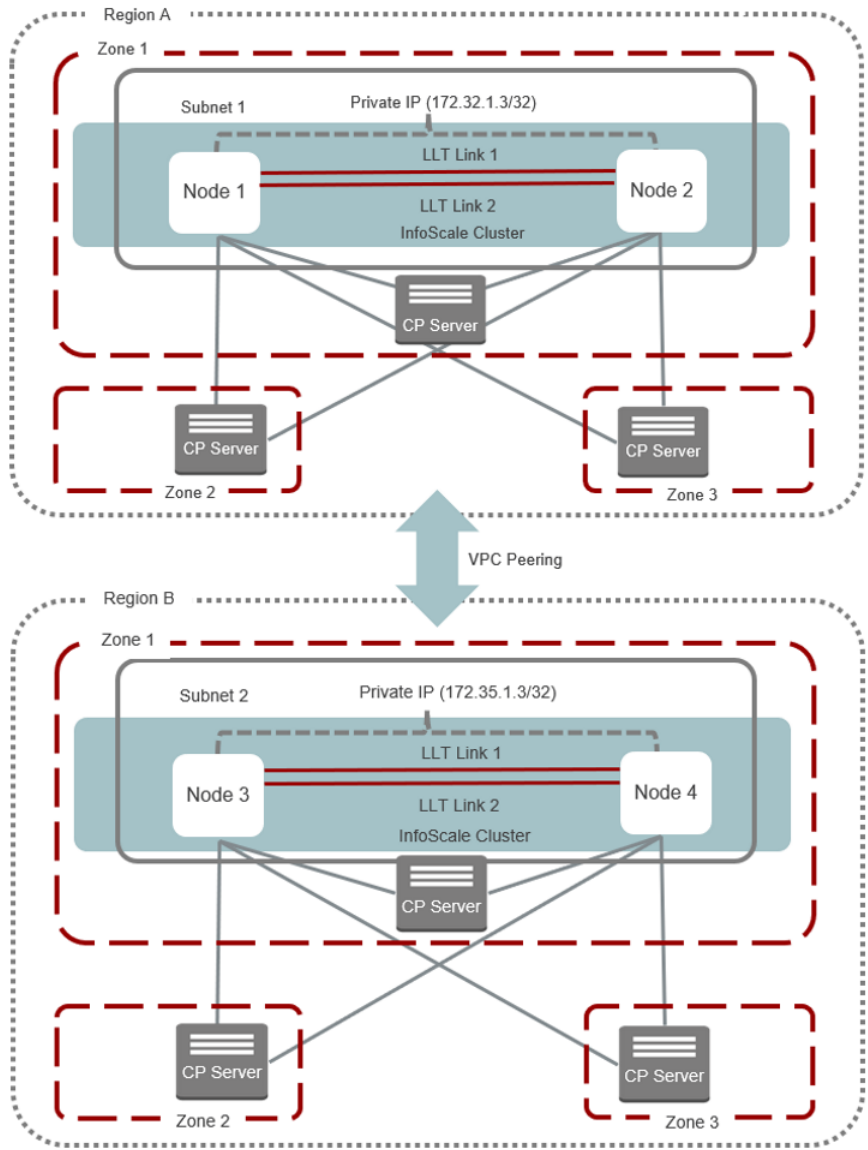 Region A
Zone 1
Private IP (172.32.1.3/32)
Subnet 1
LLT Link 1
Node 1
Node 2
LLT Link 2
InfoScale Cluster
CP Server
CP Server
CP Server
Zone 2
Zone 3
VPC Peering
Region B
Zone 1
Subnet 2
Private IP (172.35.1.3/32)
LLT Link 1
Node 3
Node 4
LLT Link 2
InfoScale Cluster
CP Server
CP Server
CP Server
Zone 2
Zone 3